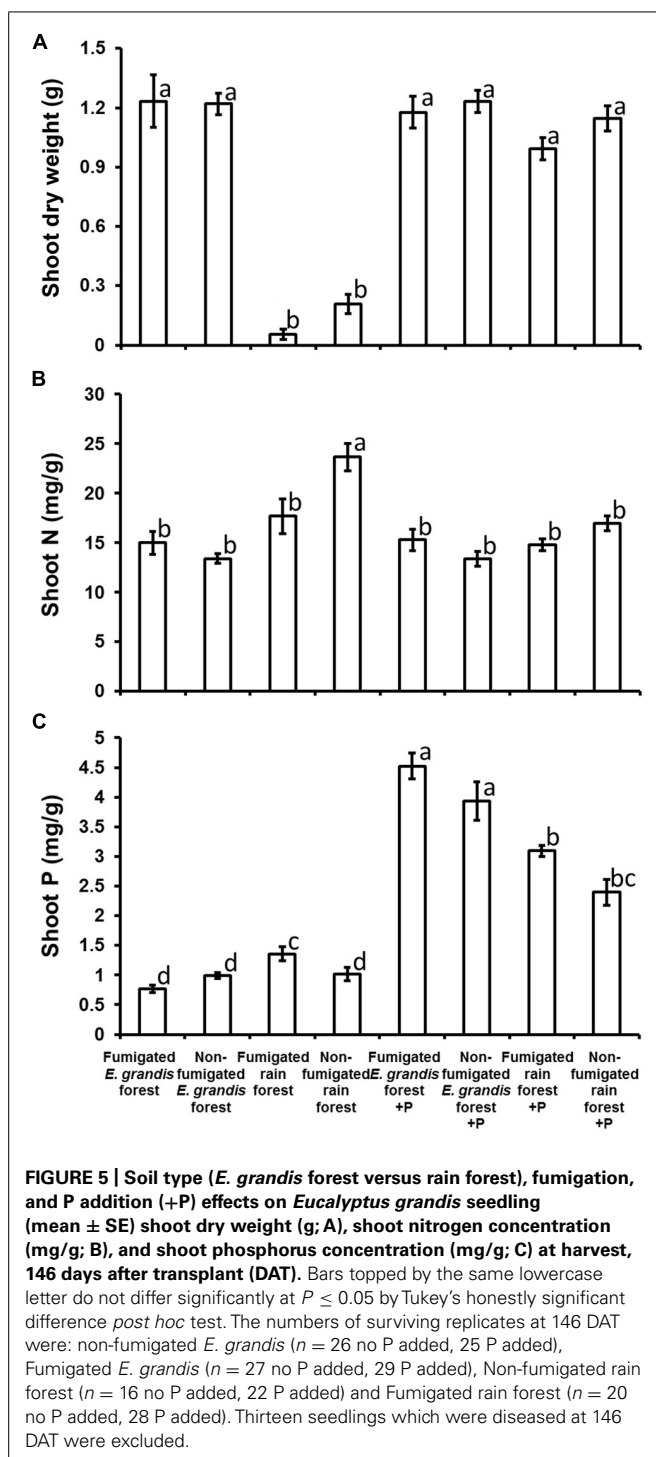 A
Shoot dry weight (g)
1.5
1.2
0.9
0.6
0.3
0
a
a
b
b
a
a
a
a
B
Shoot N (mg/g)
30
25
20
15
10
5
0
b
b
b
a
b
b
b
b
C
Shoot P (mg/g)
5
4.5
4
3.5
3
2.5
2
1.5
1
0.5
0
d
d
c
d
a
a
b
bc
Fumigated
E. grandis
forest
Non-
fumigated
E. grandis
forest
Fumigated
rain
forest
Non-
fumigated
rain
forest
Fumigated
E. grandis
forest
+P
Non-
fumigated
E. grandis
forest
+P
Fumigated
rain
forest
+P
Non-
fumigated
rain
forest
+P
FIGURE 5 | Soil type (E. grandis forest versus rain forest), fumigation,
and P addition (+P) effects on Eucalyptus grandis seedling
(mean ± SE) shoot dry weight (g; A), shoot nitrogen concentration
(mg/g; B), and shoot phosphorus concentration (mg/g; C) at harvest,
146 days after transplant (DAT). Bars topped by the same lowercase
letter do not differ significantly at P ≤ 0.05 by Tukey's honestly significant
difference post hoc test. The numbers of surviving replicates at 146 DAT
were: non-fumigated E. grandis (n = 26 no P added, 25 P added),
Fumigated E. grandis (n = 27 no P added, 29 P added), Non-fumigated rain
forest (n = 16 no P added, 22 P added) and Fumigated rain forest (n = 20
no P added, 28 P added). Thirteen seedlings which were diseased at 146
DAT were excluded.